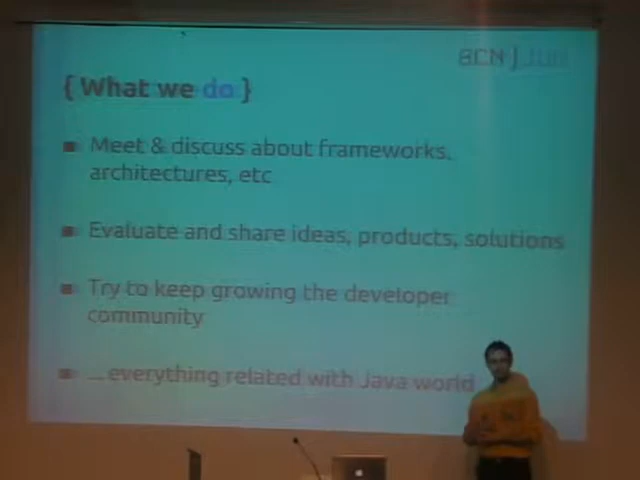 BCN | JUG
{ What we do }
Meet & discuss about frameworks,
architectures, etc
Evaluate and share ideas, products, solutions
Try to keep growing the developer
community
... everything related with Java world